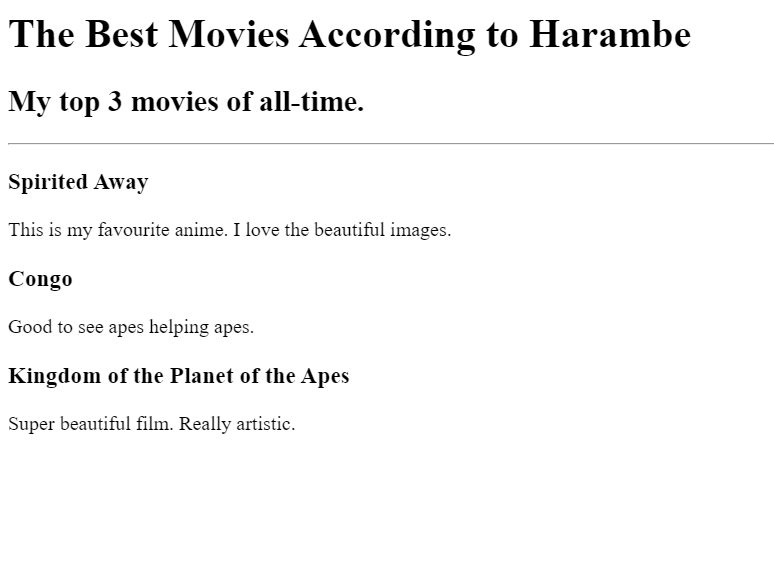 The Best Movies According to Harambe
My top 3 movies of all-time.
Spirited Away
This is my favourite anime. I love the beautiful images.
Congo
Good to see apes helping apes.
Kingdom of the Planet of the Apes
Super beautiful film. Really artistic.